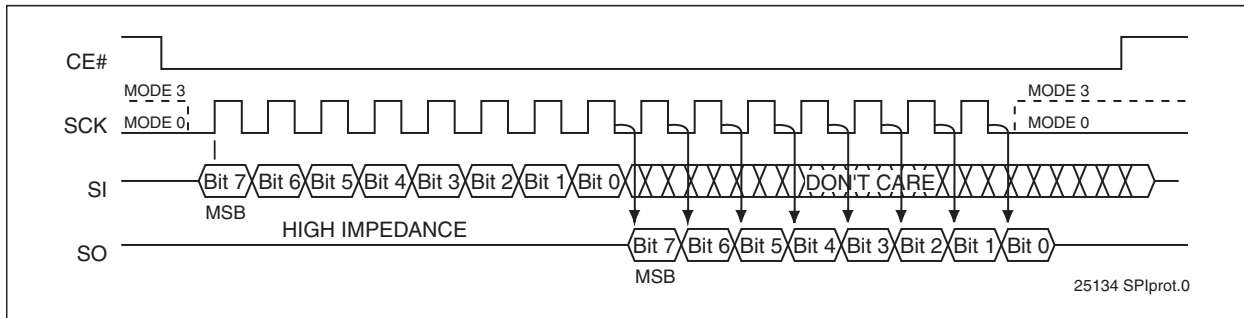 CE#
MODE 3
MODE 3
SCK
MODE 0
MODE 0
SI
Bit 7 Bit 6 Bit 5 Bit 4 Bit 3 Bit 2 Bit 1 Bit 0
DON'T CARE
MSB
HIGH IMPEDANCE
SO
Bit 7 Bit 6 Bit 5 Bit 4 Bit 3 Bit 2 Bit 1 Bit 0
MSB
25134 SPIprot.0